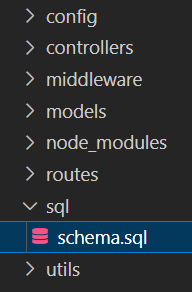 config
controllers
middleware
models
node_modules
routes
sql
schema.sql
utils